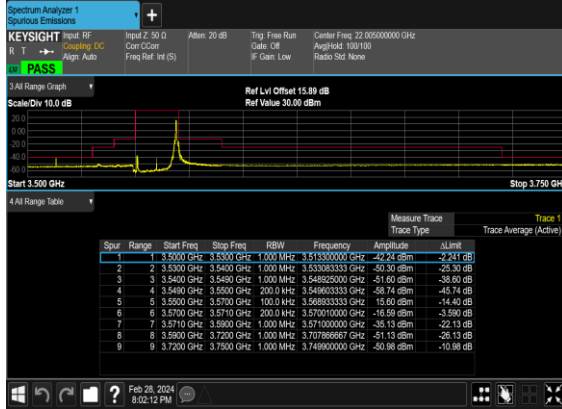 Spectrum Analyzer 1
Spurious Emissions
KEYSIGHT Input: RF Input Z: 50 Ω Atten: 20 dB Trig: Free Run Center Freq: 22.005000000 GHz
R T Coupling: DC Corr CCorr Gate: Off Avg|Hold: 100/100
Align: Auto Freq Ref: Int (S) IF Gain: Low Radio Std: None
PASS
3 All Range Graph
Ref Lvl Offset 15.89 dB
Scale/Div 10.0 dB Ref Value 30.00 dBm
20.0
0.00
-20.0
-40.0
-60.0
Start 3.500 GHz Stop 3.750 GH
4 All Range Table
Measure Trace Trace 1
Trace Type Trace Average (Active)
Spur Range Start Freq Stop Freq RBW Frequency Amplitude ΔLimit
1 1 3.5000 GHz 3.5300 GHz 1.000 MHz 3.513300000 GHz -42.24 dBm -2.241 dB
2 2 3.5300 GHz 3.5400 GHz 1.000 MHz 3.533083333 GHz -50.30 dBm -25.30 dB
3 3 3.5400 GHz 3.5490 GHz 1.000 MHz 3.548925000 GHz -51.60 dBm -38.60 dB
4 4 3.5490 GHz 3.5500 GHz 200.0 kHz 3.549603333 GHz -58.74 dBm -45.74 dB
5 5 3.5500 GHz 3.5700 GHz 100.0 kHz 3.568933333 GHz 15.60 dBm -14.40 dB
6 6 3.5700 GHz 3.5710 GHz 200.0 kHz 3.570010000 GHz -16.59 dBm -3.590 dB
7 7 3.5710 GHz 3.5900 GHz 1.000 MHz 3.571000000 GHz -35.13 dBm -22.13 dB
8 8 3.5900 GHz 3.7200 GHz 1.000 MHz 3.707866667 GHz -51.13 dBm -26.13 dB
9 9 3.7200 GHz 3.7500 GHz 1.000 MHz 3.749900000 GHz -50.98 dBm -10.98 dB
Feb 28, 2024
8:02:12 PM